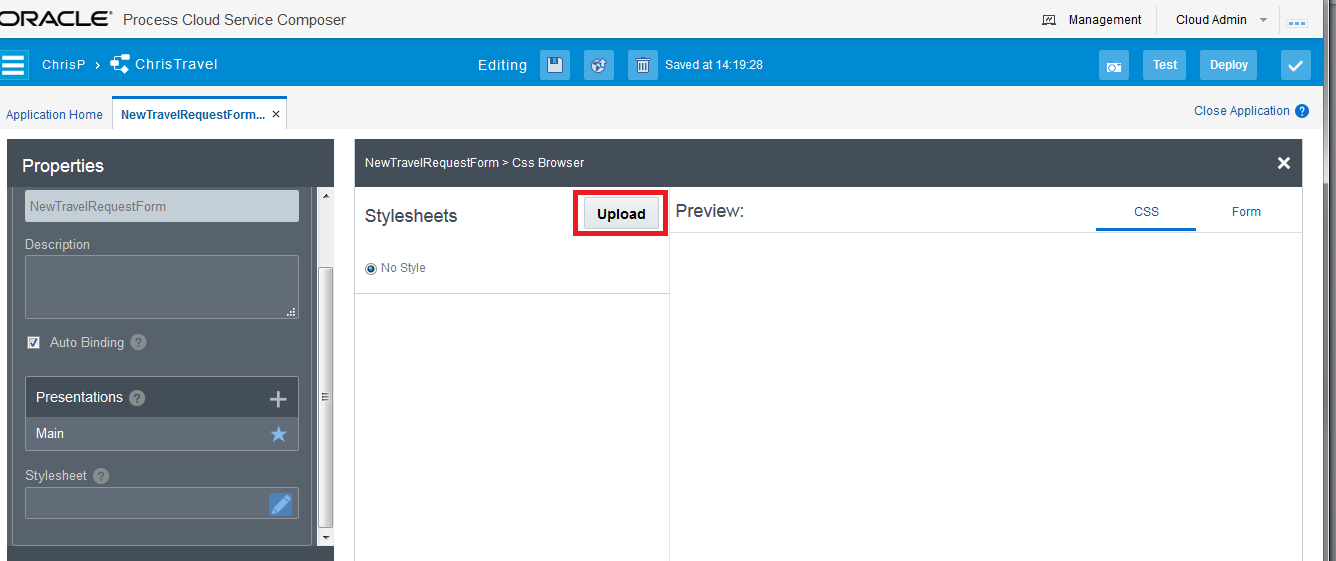 ORACLE® Process Cloud Service Composer
Management
Cloud Admin
ChrisP > ChrisTravel
Editing
Saved at 14:19:28
Test
Deploy
Application Home
NewTravelRequestForm... ×
Close Application ?
Properties
NewTravelRequestForm
Description
Auto Binding ?
Presentations ? +
Main
Stylesheet ?
NewTravelRequestForm > Css Browser
Stylesheets
Upload
No Style
Preview:
CSS
Form